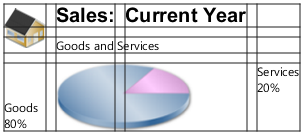 Sales: Current Year
Goods and Services
Services
20%
Goods
80%